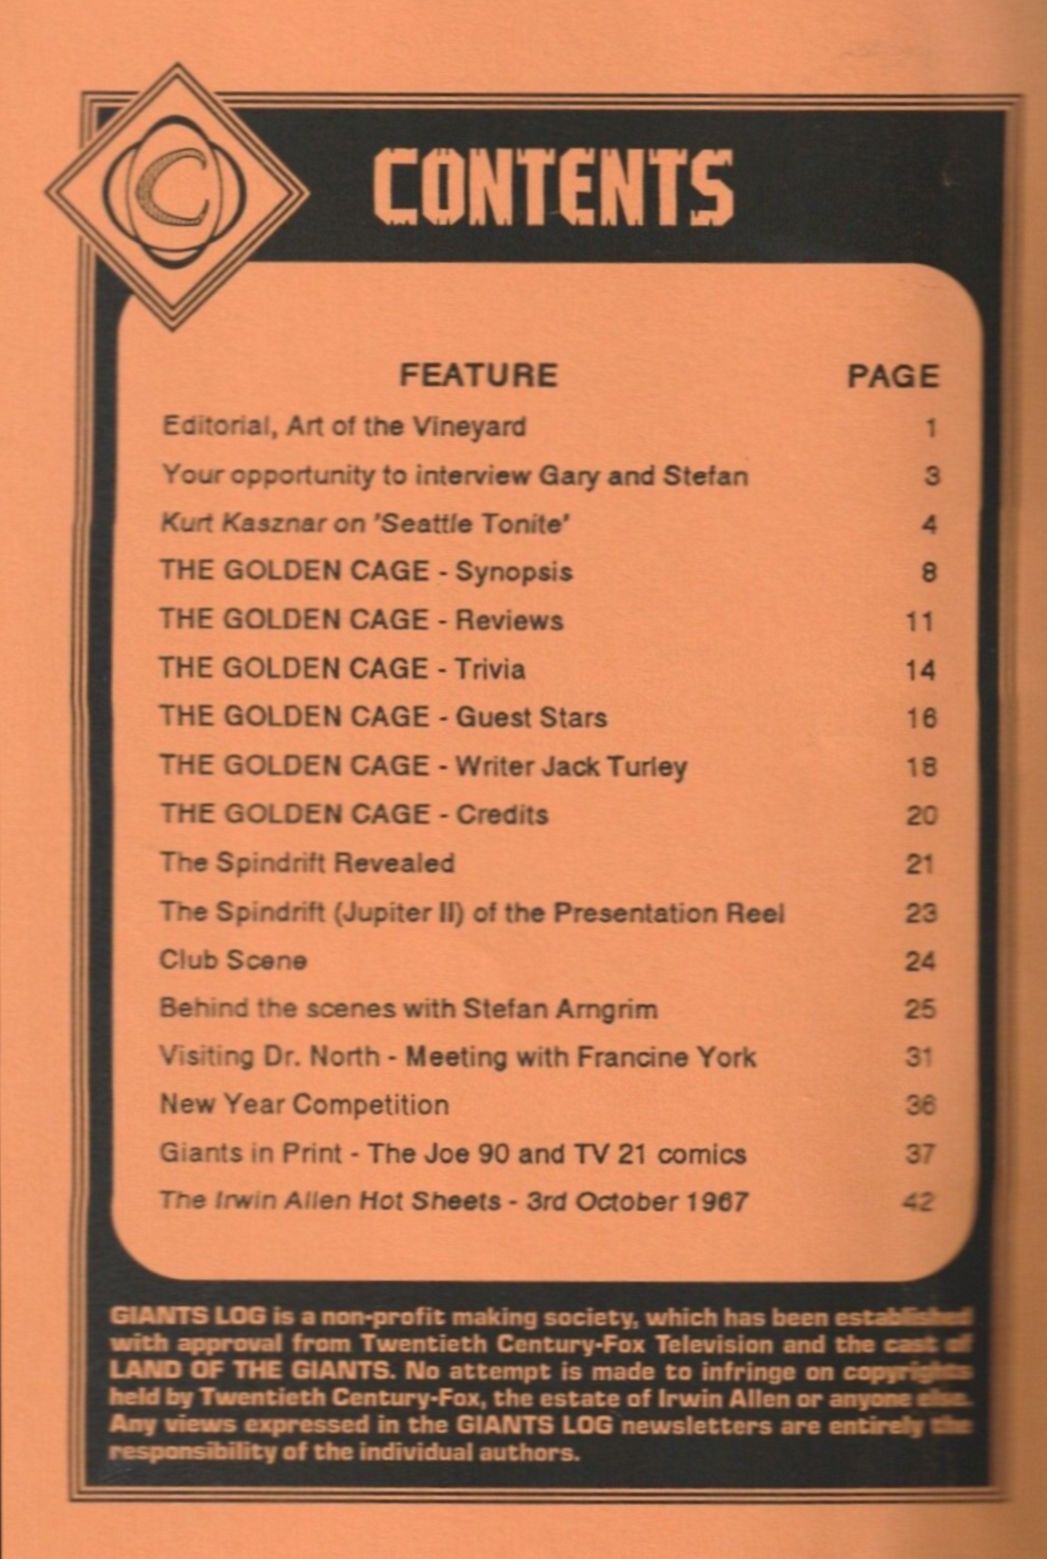 C
CONTENTS
FEATURE PAGE
Editorial, Art of the Vineyard 1
Your opportunity to interview Gary and Stefan 3
Kurt Kasznar on 'Seattle Tonite' 4
THE GOLDEN CAGE - Synopsis 8
THE GOLDEN CAGE - Reviews 11
THE GOLDEN CAGE - Trivia 14
THE GOLDEN CAGE - Guest Stars 16
THE GOLDEN CAGE - Writer Jack Turley 18
THE GOLDEN CAGE - Credits 20
The Spindrift Revealed 21
The Spindrift (Jupiter II) of the Presentation Reel 23
Club Scene 24
Behind the scenes with Stefan Arngrim 25
Visiting Dr. North - Meeting with Francine York 31
New Year Competition 36
Giants in Print - The Joe 90 and TV 21 comics 37
The Irwin Allen Hot Sheets - 3rd October 1967 42
GIANTS LOG is a non-profit making society, which has been established
with approval from Twentieth Century-Fox Television and the cast of
LAND OF THE GIANTS. No attempt is made to infringe on copyrights
held by Twentieth Century-Fox, the estate of Irwin Allen or anyone else.
Any views expressed in the GIANTS LOG newsletters are entirely the
responsibility of the individual authors.